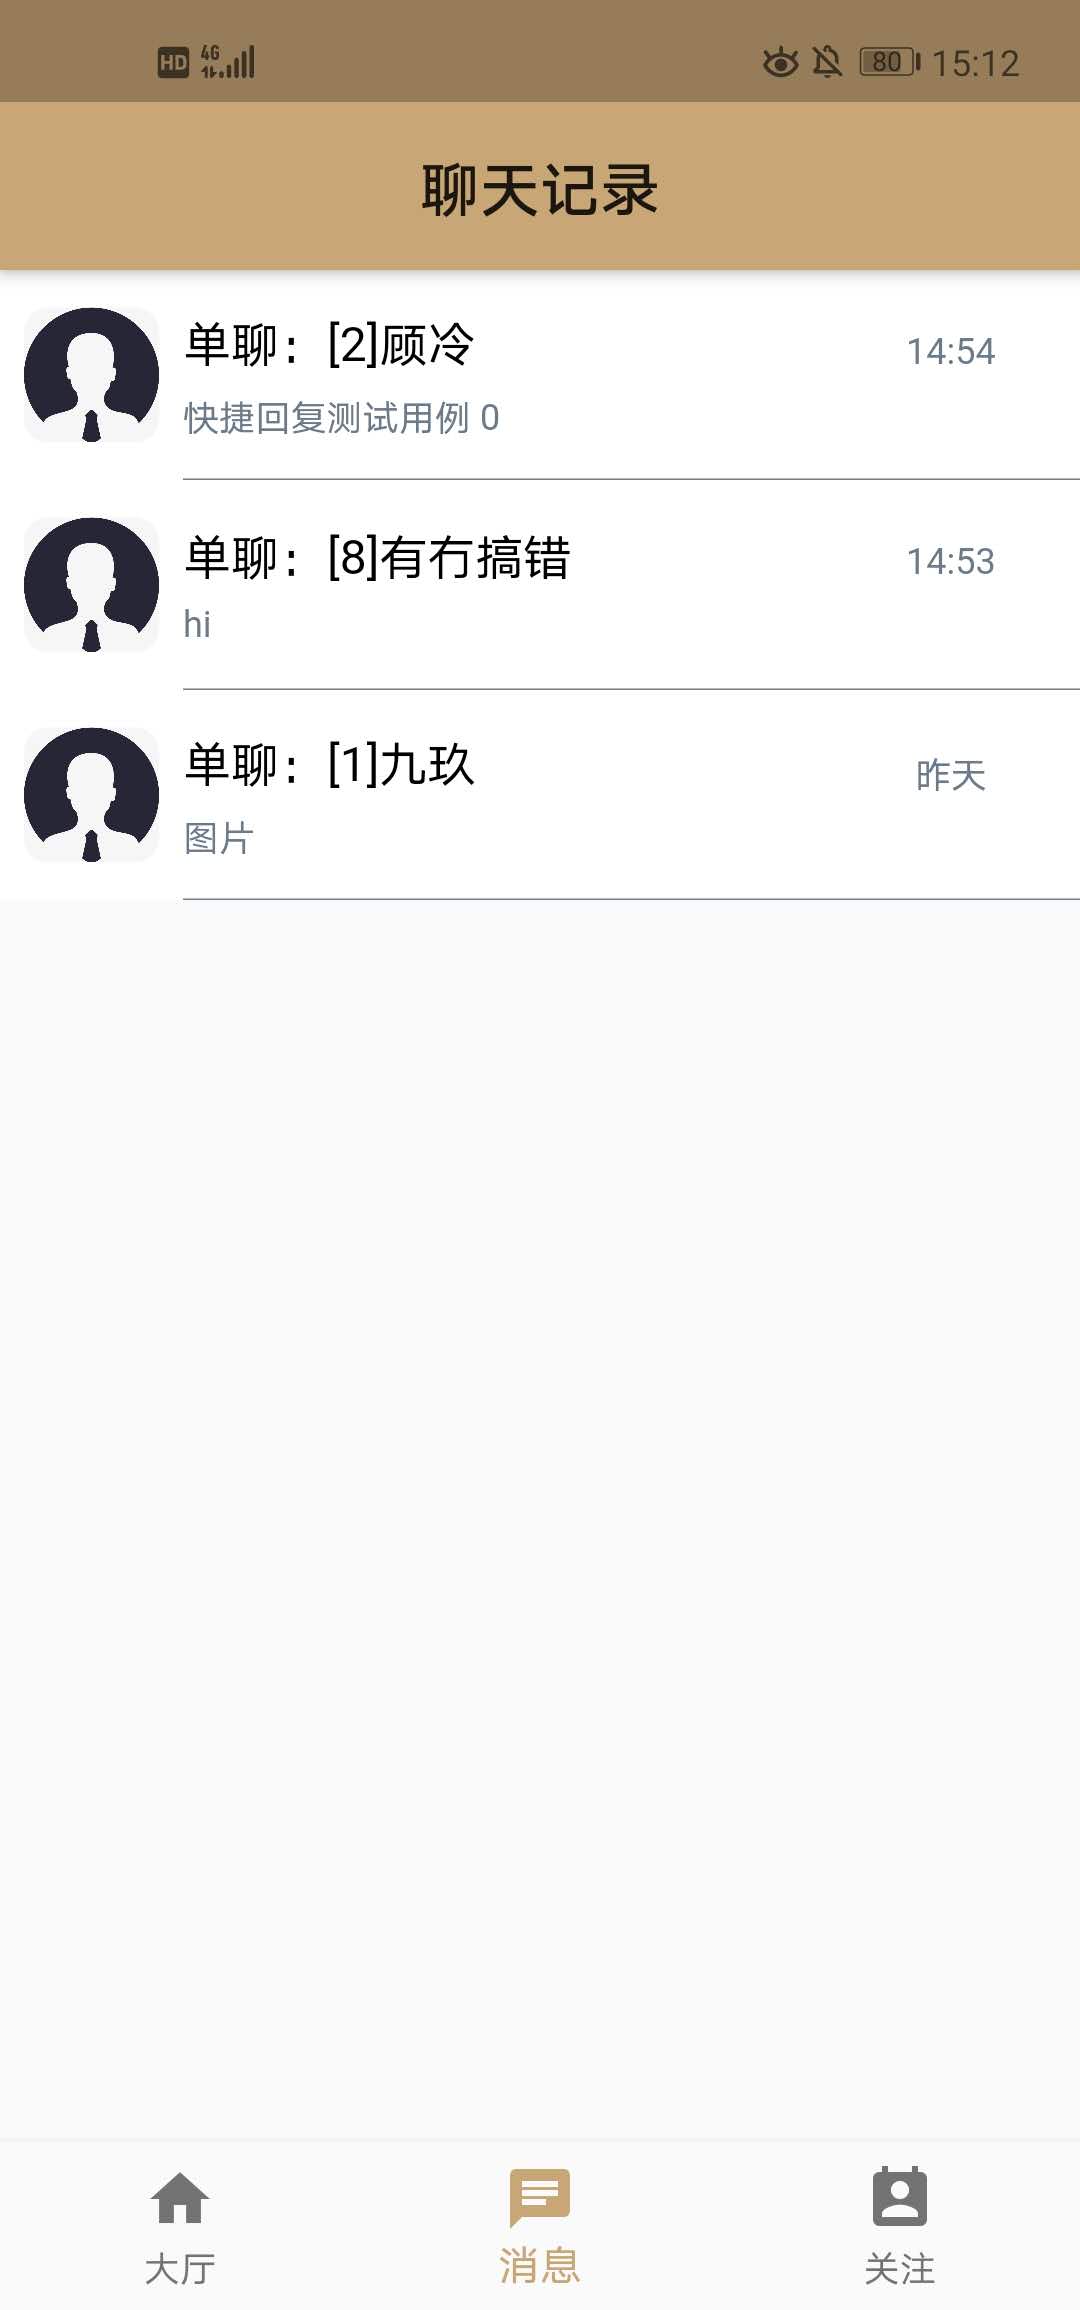 HD 4G 80 15:12
聊天记录
单聊：[2]顾冷 14:54
快捷回复测试用例 0
单聊：[8]有冇搞错 14:53
hi
单聊：[1]九玖 昨天
图片
大厅 消息 关注